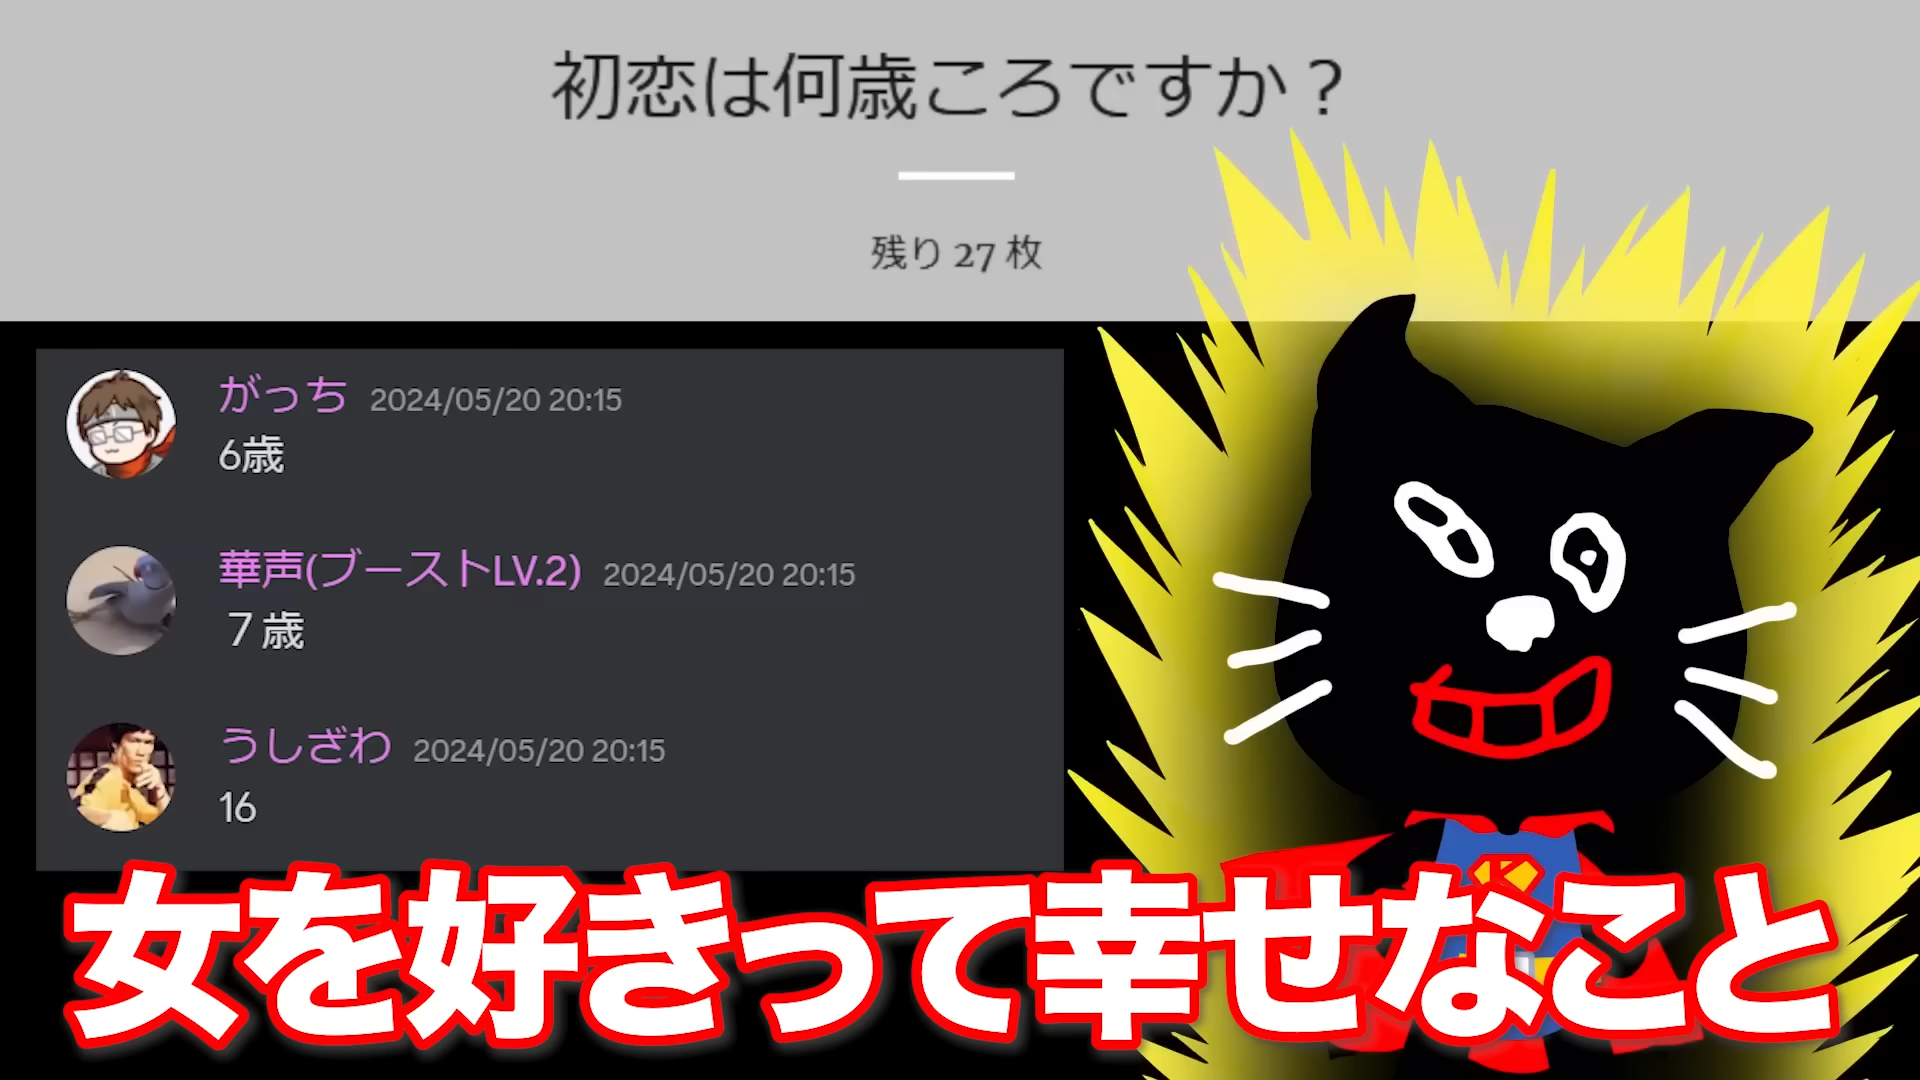 初恋は何歳ころですか？
残り 27 枚
がっち 2024/05/20 20:15
6歳
華声(ブーストLV.2) 2024/05/20 20:15
７歳
うしざわ 2024/05/20 20:15
16
K
女を好きって幸せなこと